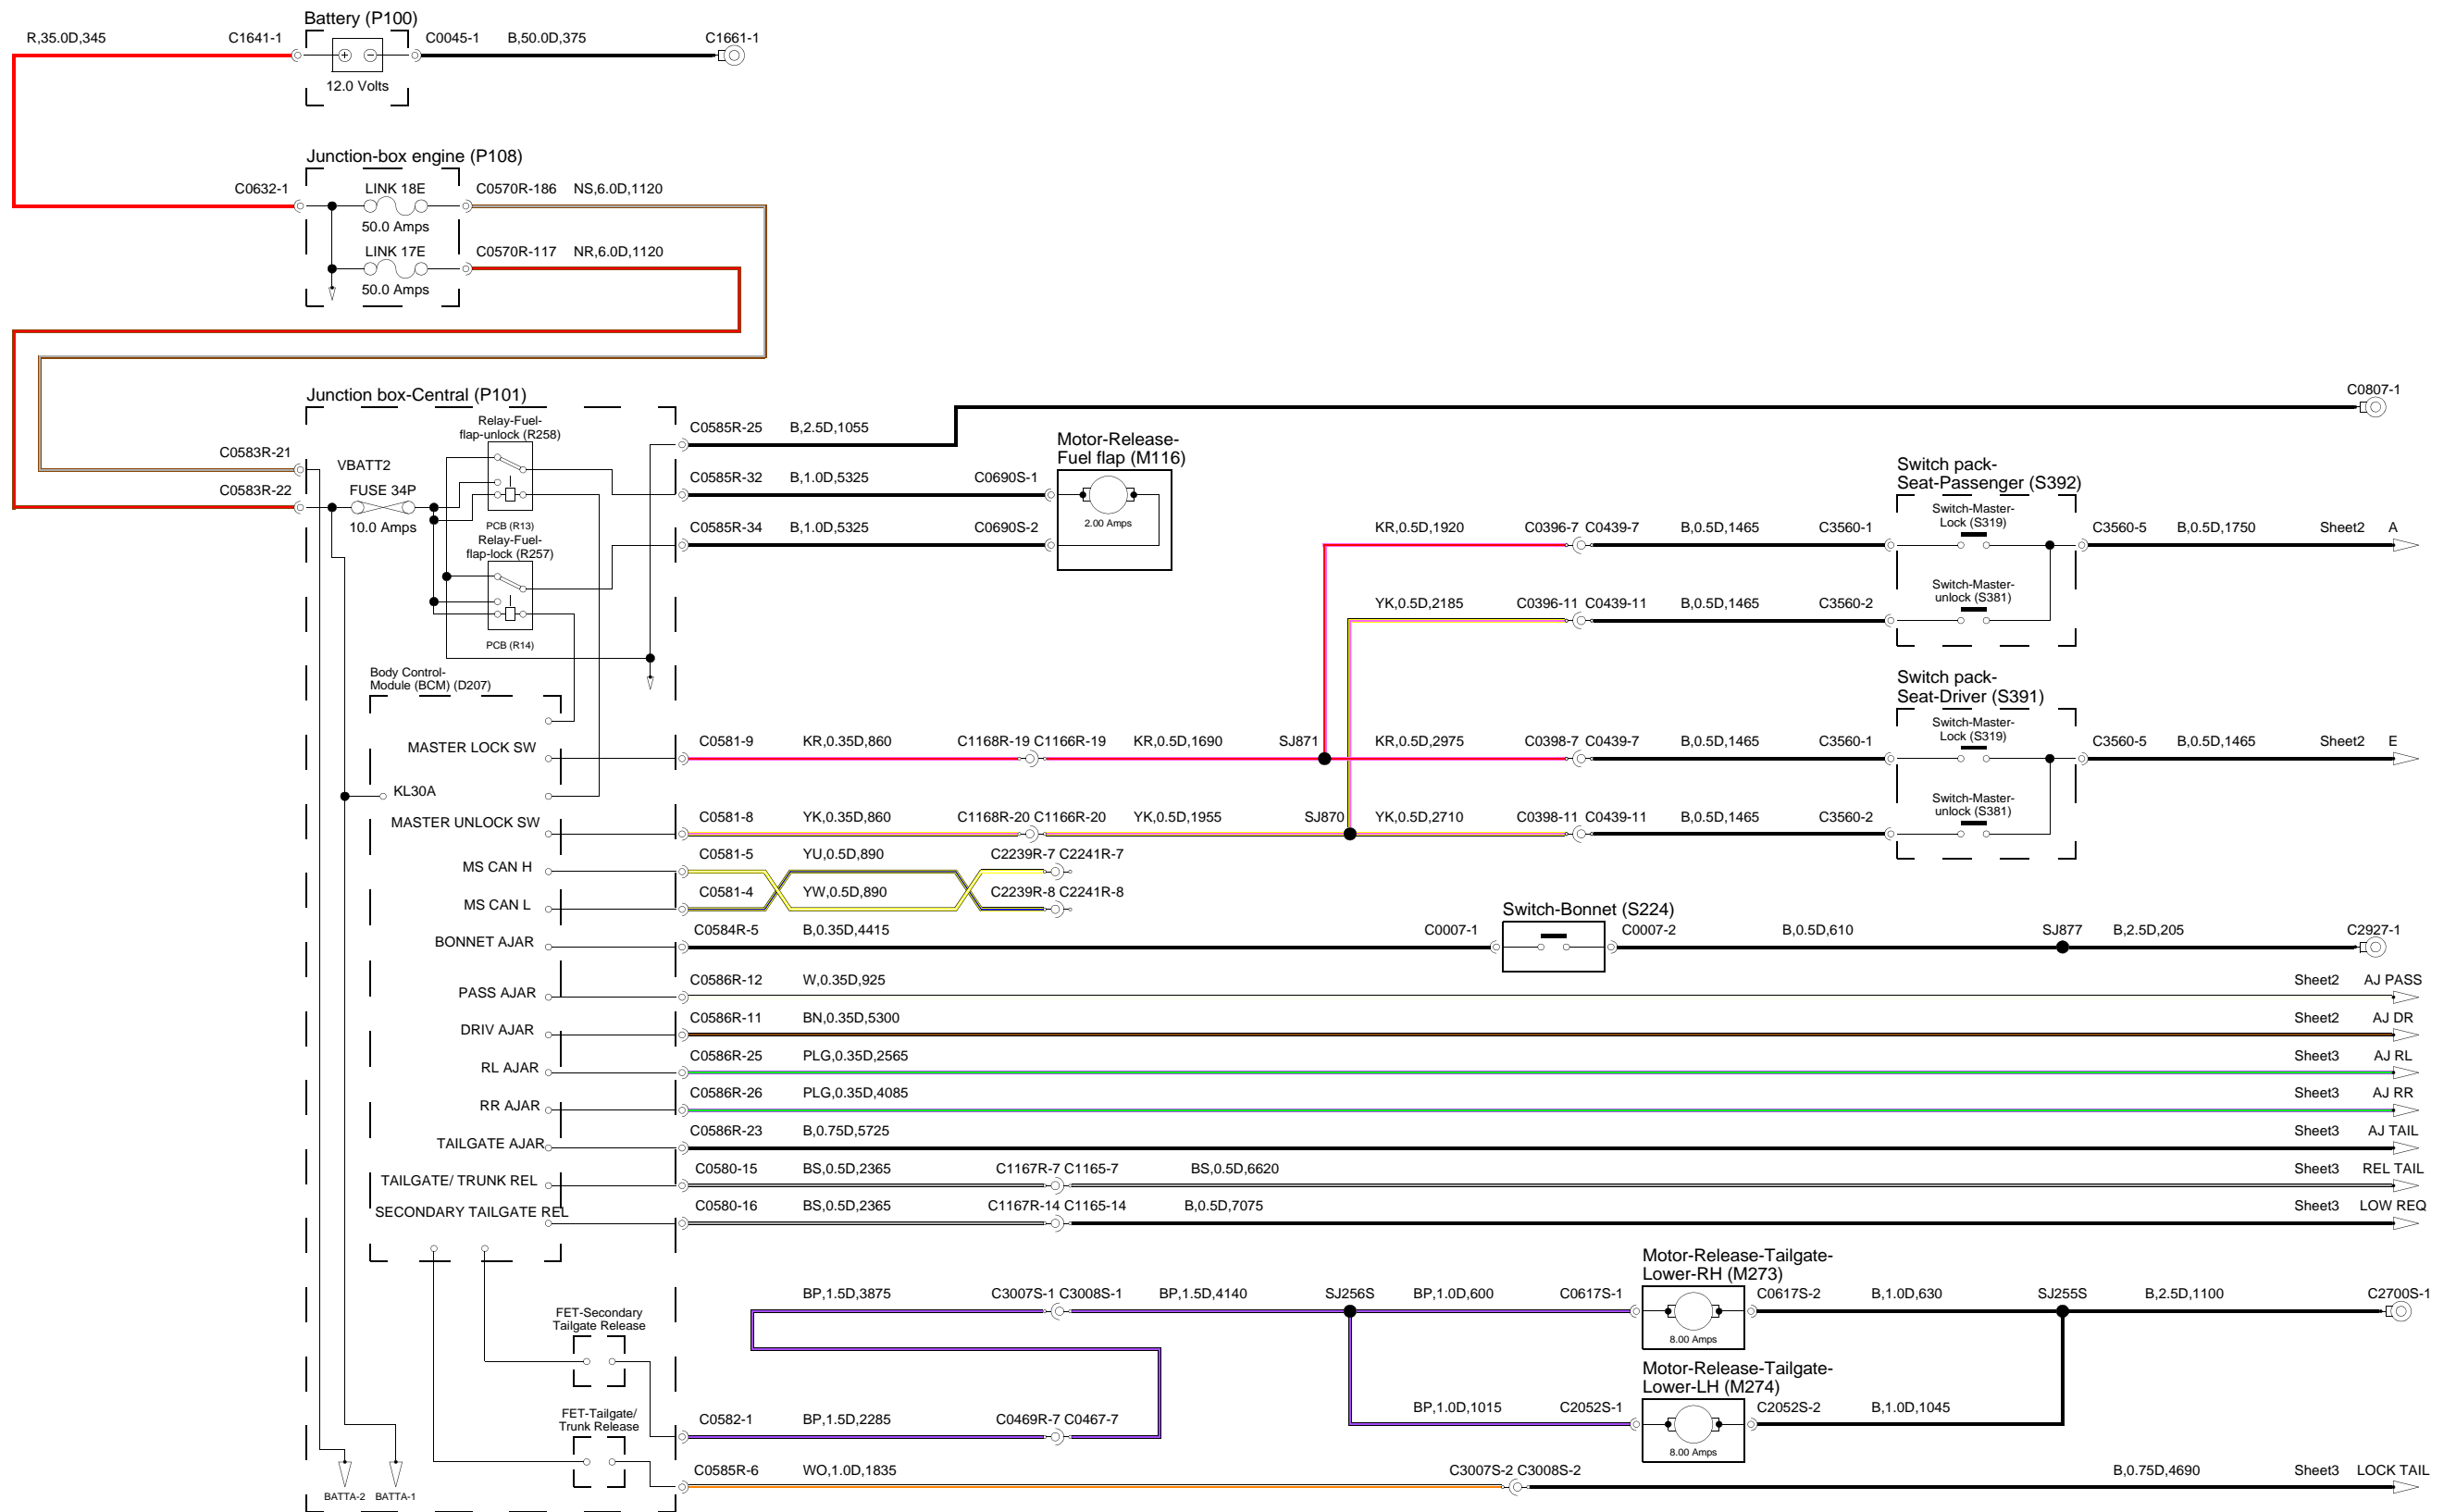 Battery (P100)
R,35.0D,345 C1641-1 C0045-1 B,50.0D,375 C1661-1
12.0 Volts
Junction-box engine (P108)
C0632-1 LINK 18E C0570R-186 NS,6.0D,1120
50.0 Amps
LINK 17E C0570R-117 NR,6.0D,1120
50.0 Amps
Junction box-Central (P101)
C0807-1
Relay-Fuel-
flap-unlock (R258)
C0585R-25 B,2.5D,1055
Motor-Release-
Fuel flap (M116)
C0583R-21
VBATT2
C0585R-32 B,1.0D,5325 C0690S-1
Switch pack-
Seat-Passenger (S392)
C0583R-22 FUSE 34P
10.0 Amps
PCB (R13)
2.00 Amps
Switch-Master-
Lock (S319)
C0585R-34 B,1.0D,5325 C0690S-2
KR,0.5D,1920 C0396-7 C0439-7 B,0.5D,1465 C3560-1 C3560-5 B,0.5D,1750 Sheet2 A
Relay-Fuel-
flap-lock (R257)
Switch-Master-
unlock (S381)
YK,0.5D,2185 C0396-11 C0439-11 B,0.5D,1465 C3560-2
PCB (R14)
Body Control-
Module (BCM) (D207)
Switch pack-
Seat-Driver (S391)
Switch-Master-
Lock (S319)
MASTER LOCK SW C0581-9 KR,0.35D,860 C1168R-19 C1166R-19 KR,0.5D,1690 SJ871 KR,0.5D,2975 C0398-7 C0439-7 B,0.5D,1465 C3560-1 C3560-5 B,0.5D,1465 Sheet2 E
KL30A
Switch-Master-
unlock (S381)
MASTER UNLOCK SW C0581-8 YK,0.35D,860 C1168R-20 C1166R-20 YK,0.5D,1955 SJ870 YK,0.5D,2710 C0398-11 C0439-11 B,0.5D,1465 C3560-2
MS CAN H C0581-5 YU,0.5D,890 C2239R-7 C2241R-7
MS CAN L C0581-4 YW,0.5D,890 C2239R-8 C2241R-8
Switch-Bonnet (S224)
BONNET AJAR C0584R-5 B,0.35D,4415 C0007-1 C0007-2 B,0.5D,610 SJ877 B,2.5D,205 C2927-1
PASS AJAR C0586R-12 W,0.35D,925 Sheet2 AJ PASS
DRIV AJAR C0586R-11 BN,0.35D,5300 Sheet2 AJ DR
RL AJAR C0586R-25 PLG,0.35D,2565 Sheet3 AJ RL
RR AJAR C0586R-26 PLG,0.35D,4085 Sheet3 AJ RR
TAILGATE AJAR C0586R-23 B,0.75D,5725 Sheet3 AJ TAIL
TAILGATE/ TRUNK REL C0580-15 BS,0.5D,2365 C1167R-7 C1165-7 BS,0.5D,6620 Sheet3 REL TAIL
SECONDARY TAILGATE REL C0580-16 BS,0.5D,2365 C1167R-14 C1165-14 B,0.5D,7075 Sheet3 LOW REQ
Motor-Release-Tailgate-
Lower-RH (M273)
BP,1.5D,3875 C3007S-1 C3008S-1 BP,1.5D,4140 SJ256S BP,1.0D,600 C0617S-1 C0617S-2 B,1.0D,630 SJ255S B,2.5D,1100 C2700S-1
FET-Secondary
Tailgate Release
8.00 Amps
Motor-Release-Tailgate-
Lower-LH (M274)
BP,1.0D,1015 C2052S-1 C2052S-2 B,1.0D,1045
FET-Tailgate/
Trunk Release
C0582-1 BP,1.5D,2285 C0469R-7 C0467-7
8.00 Amps
C0585R-6 WO,1.0D,1835 C3007S-2 C3008S-2 B,0.75D,4690 Sheet3 LOCK TAIL
BATTA-2 BATTA-1